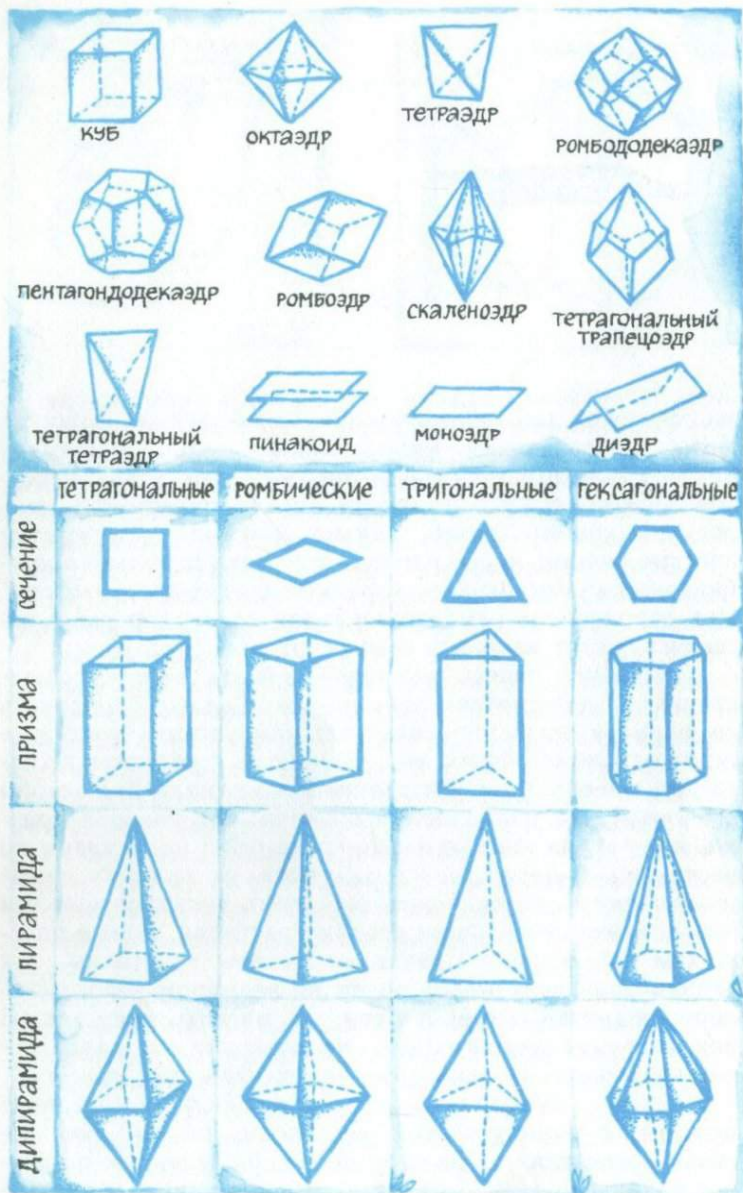 КУБ
ОКТАЭДР
ТЕТРАЭДР
РОМБОДОДЕКАЭДР
ПЕНТАГОНДОДЕКАЭДР
РОМБОЭДР
СКАЛЕНОЭДР
ТЕТРАГОНАЛЬНЫЙ
ТРАПЕЦОЭДР
ТЕТРАГОНАЛЬНЫЙ
ТЕТРАЭДР
ПИНАКОИД
МОНОЭДР
ДИЭДР
ТЕТРАГОНАЛЬНЫЕ
РОМБИЧЕСКИЕ
ТРИГОНАЛЬНЫЕ
ГЕКСАГОНАЛЬНЫЕ
СЕЧЕНИЕ
ПРИЗМА
ПИРАМИДА
ДИПИРАМИДА